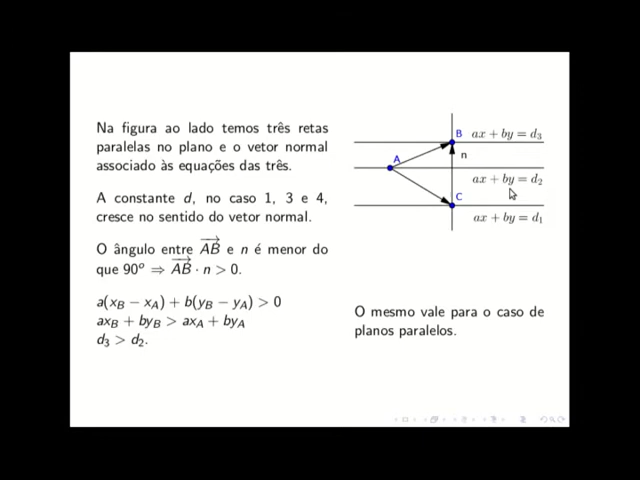 Na figura ao lado temos três retas
paralelas no plano e o vetor normal
associado às equações das três.
A constante d, no caso 1, 3 e 4,
cresce no sentido do vetor normal.
O ângulo entre \overrightarrow{AB} e n é menor do
que 90º ⇒ \overrightarrow{AB} · n > 0.
a(x_B − x_A) + b(y_B − y_A) > 0
ax_B + by_B > ax_A + by_A
d_3 > d_2.
B ax + by = d_3
n
A
ax + by = d_2
C
ax + by = d_1
O mesmo vale para o caso de
planos paralelos.